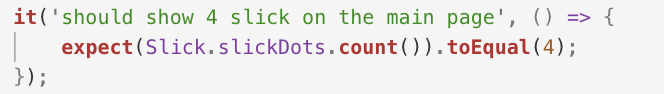 it('should show 4 slick on the main page', () => {
    expect(Slick.slickDots.count()).toEqual(4);
});